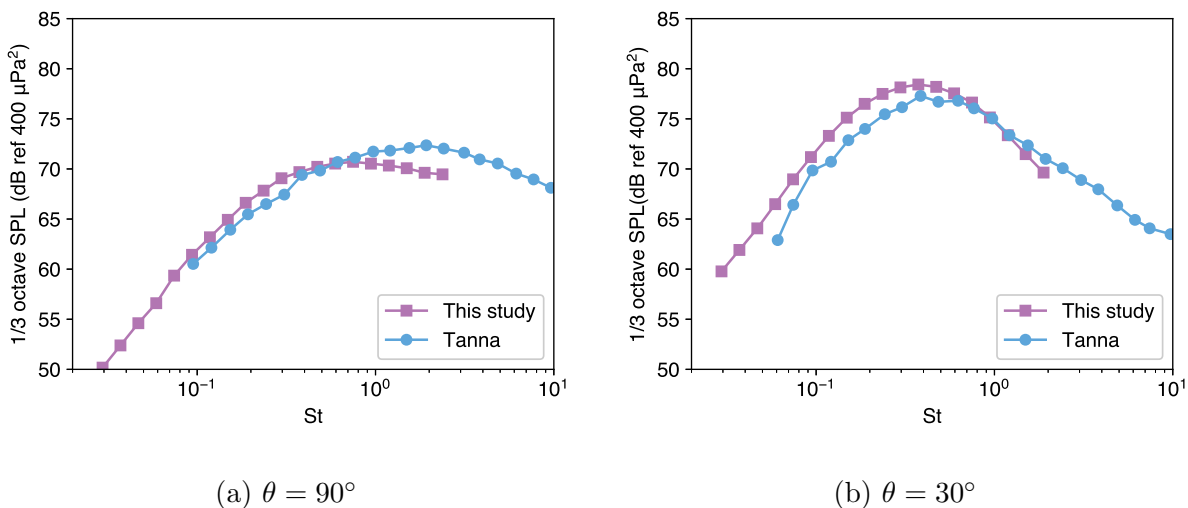 85
80
75
70
65
60
55
50
1/3 octave SPL (dB ref 400 µPa²)
10⁻¹
10⁰
10¹
St
This study
Tanna
(a) θ = 90°
85
80
75
70
65
60
55
50
1/3 octave SPL(dB ref 400 µPa²)
10⁻¹
10⁰
10¹
St
This study
Tanna
(b) θ = 30°